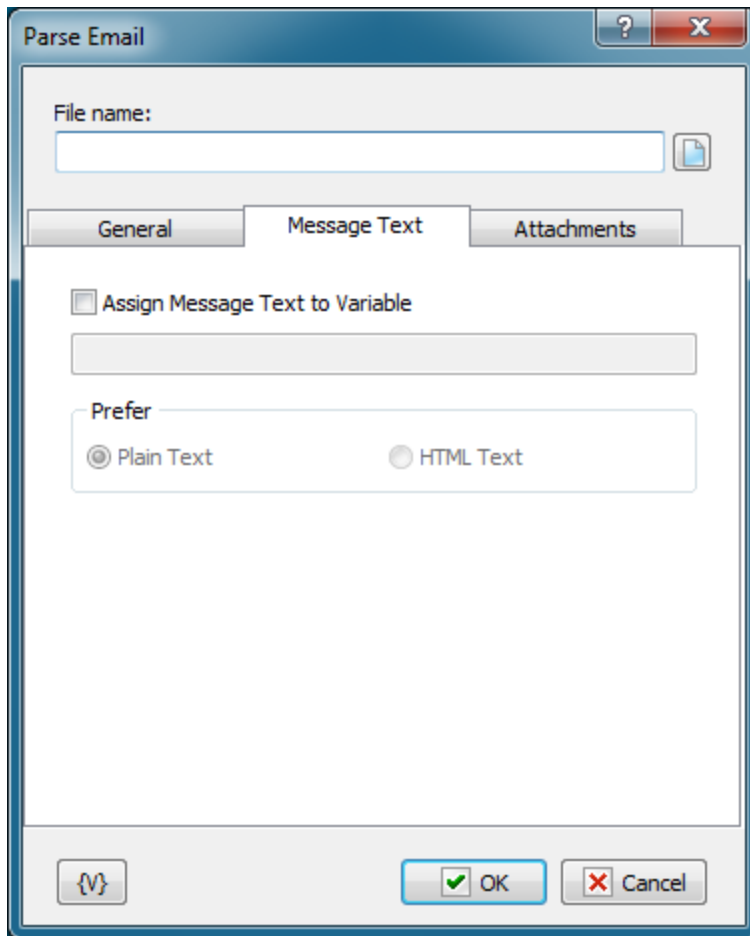 Parse Email
?
File name:
General Message Text Attachments
Assign Message Text to Variable
Prefer
Plain Text HTML Text
{V} OK Cancel